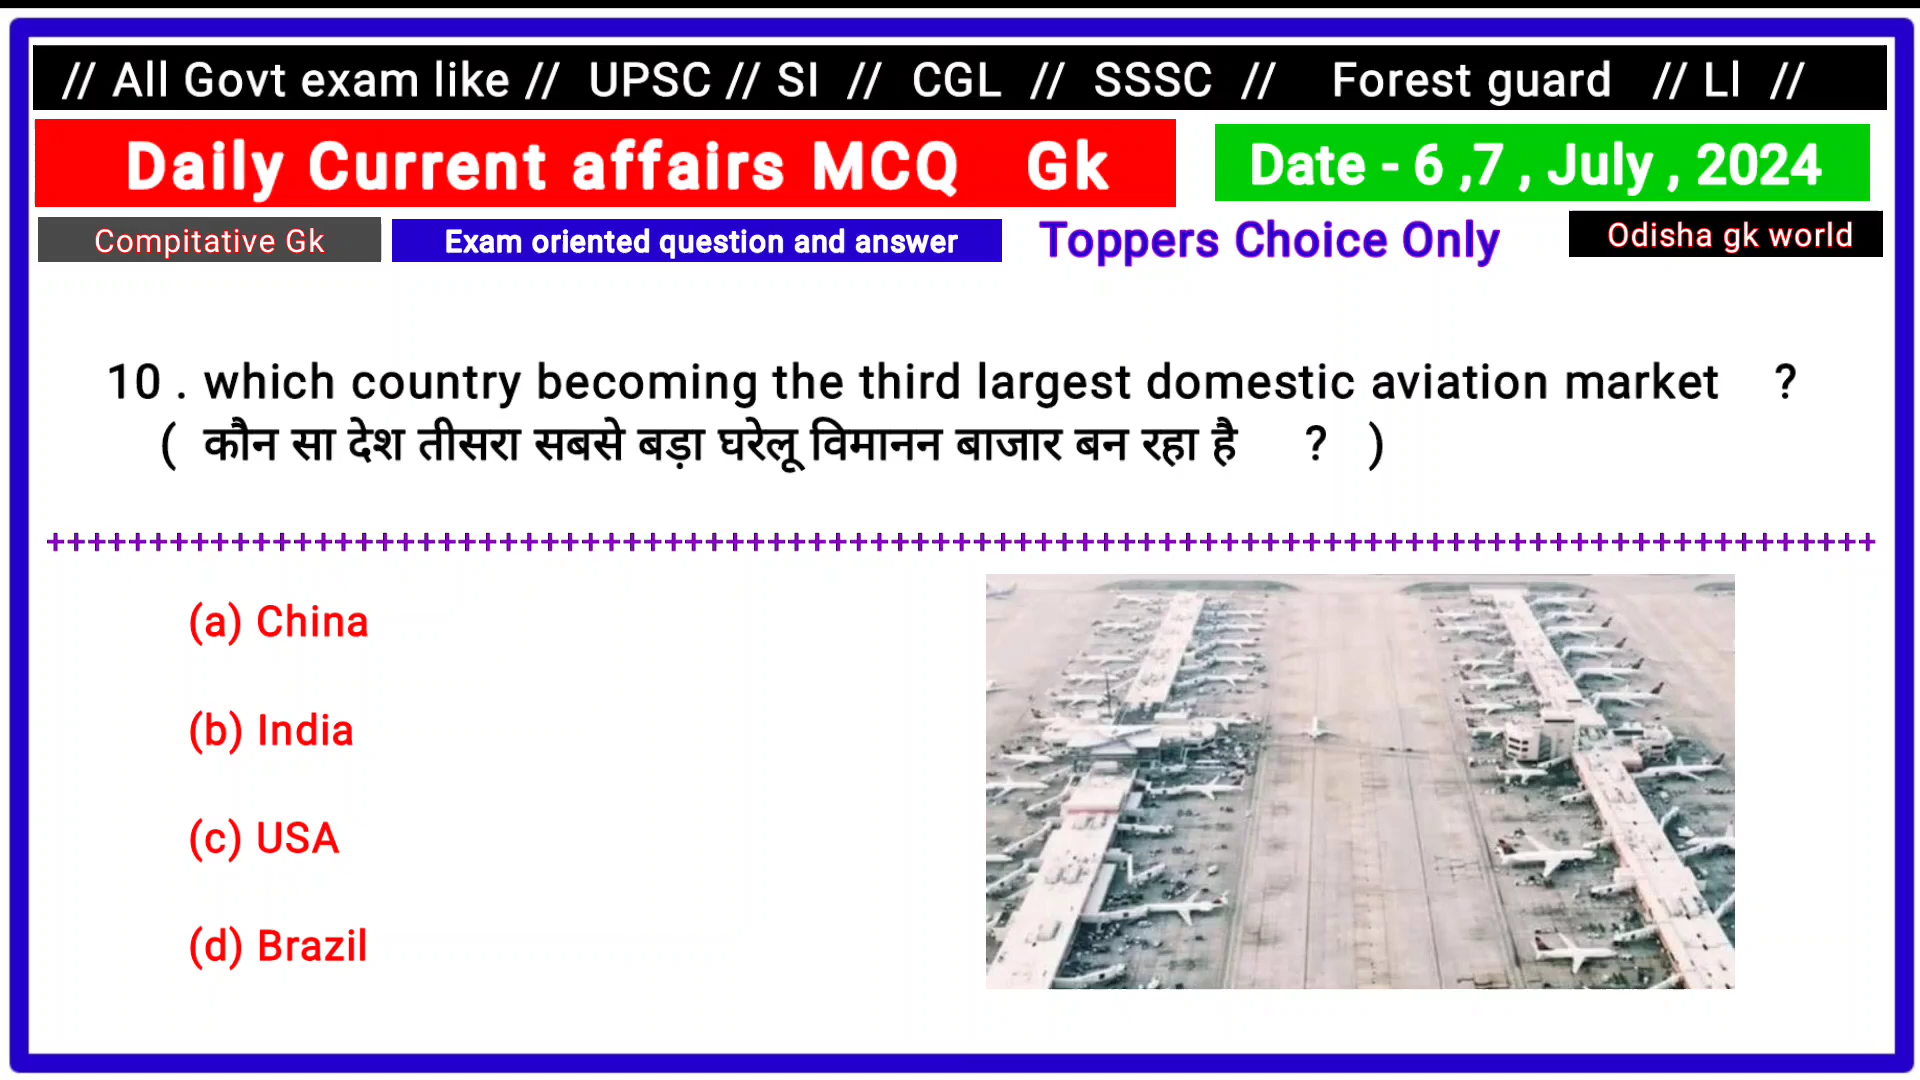 // All Govt exam like // UPSC // SI // CGL // SSSC // Forest guard // Ll //
Daily Current affairs MCQ Gk
Date - 6 ,7 , July , 2024
Compitative Gk
Exam oriented question and answer
Toppers Choice Only
Odisha gk world
10 . which country becoming the third largest domestic aviation market ?
( कौन सा देश तीसरा सबसे बड़ा घरेलू विमानन बाजार बन रहा है ? )
+++++++++++++++++++++++++++++++++++++++++++++++++++++++++++++++++++++++++++++++++++++++++
(a) China
(b) India
(c) USA
(d) Brazil